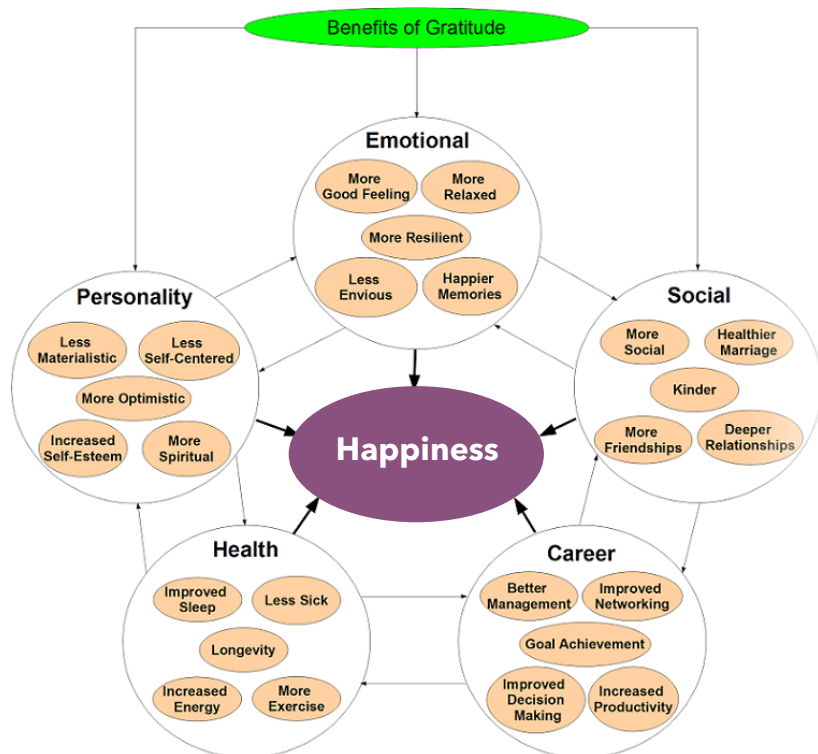 Benefits of Gratitude
Emotional
More
Good Feeling
More
Relaxed
More Resilient
Less
Envious
Happier
Memories
Personality
Less
Materialistic
Less
Self-Centered
More Optimistic
Increased
Self-Esteem
More
Spiritual
Social
More
Social
Healthier
Marriage
Kinder
More
Friendships
Deeper
Relationships
Happiness
Health
Improved
Sleep
Less Sick
Longevity
Increased
Energy
More
Exercise
Career
Better
Management
Improved
Networking
Goal Achievement
Improved
Decision
Making
Increased
Productivity